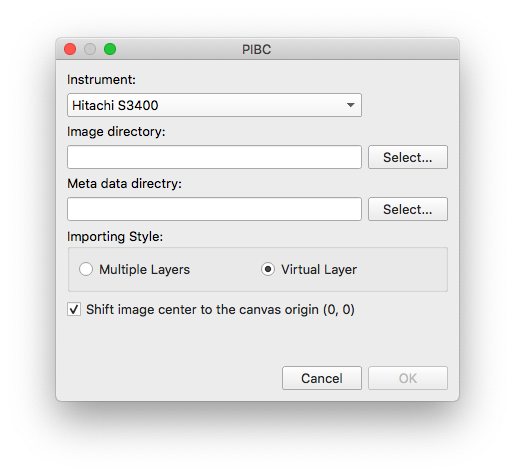 PIBC
Instrument:
Hitachi S3400
Image directory:
Select...
Meta data directry:
Select...
Importing Style:
Multiple Layers Virtual Layer
Shift image center to the canvas origin (0, 0)
Cancel OK